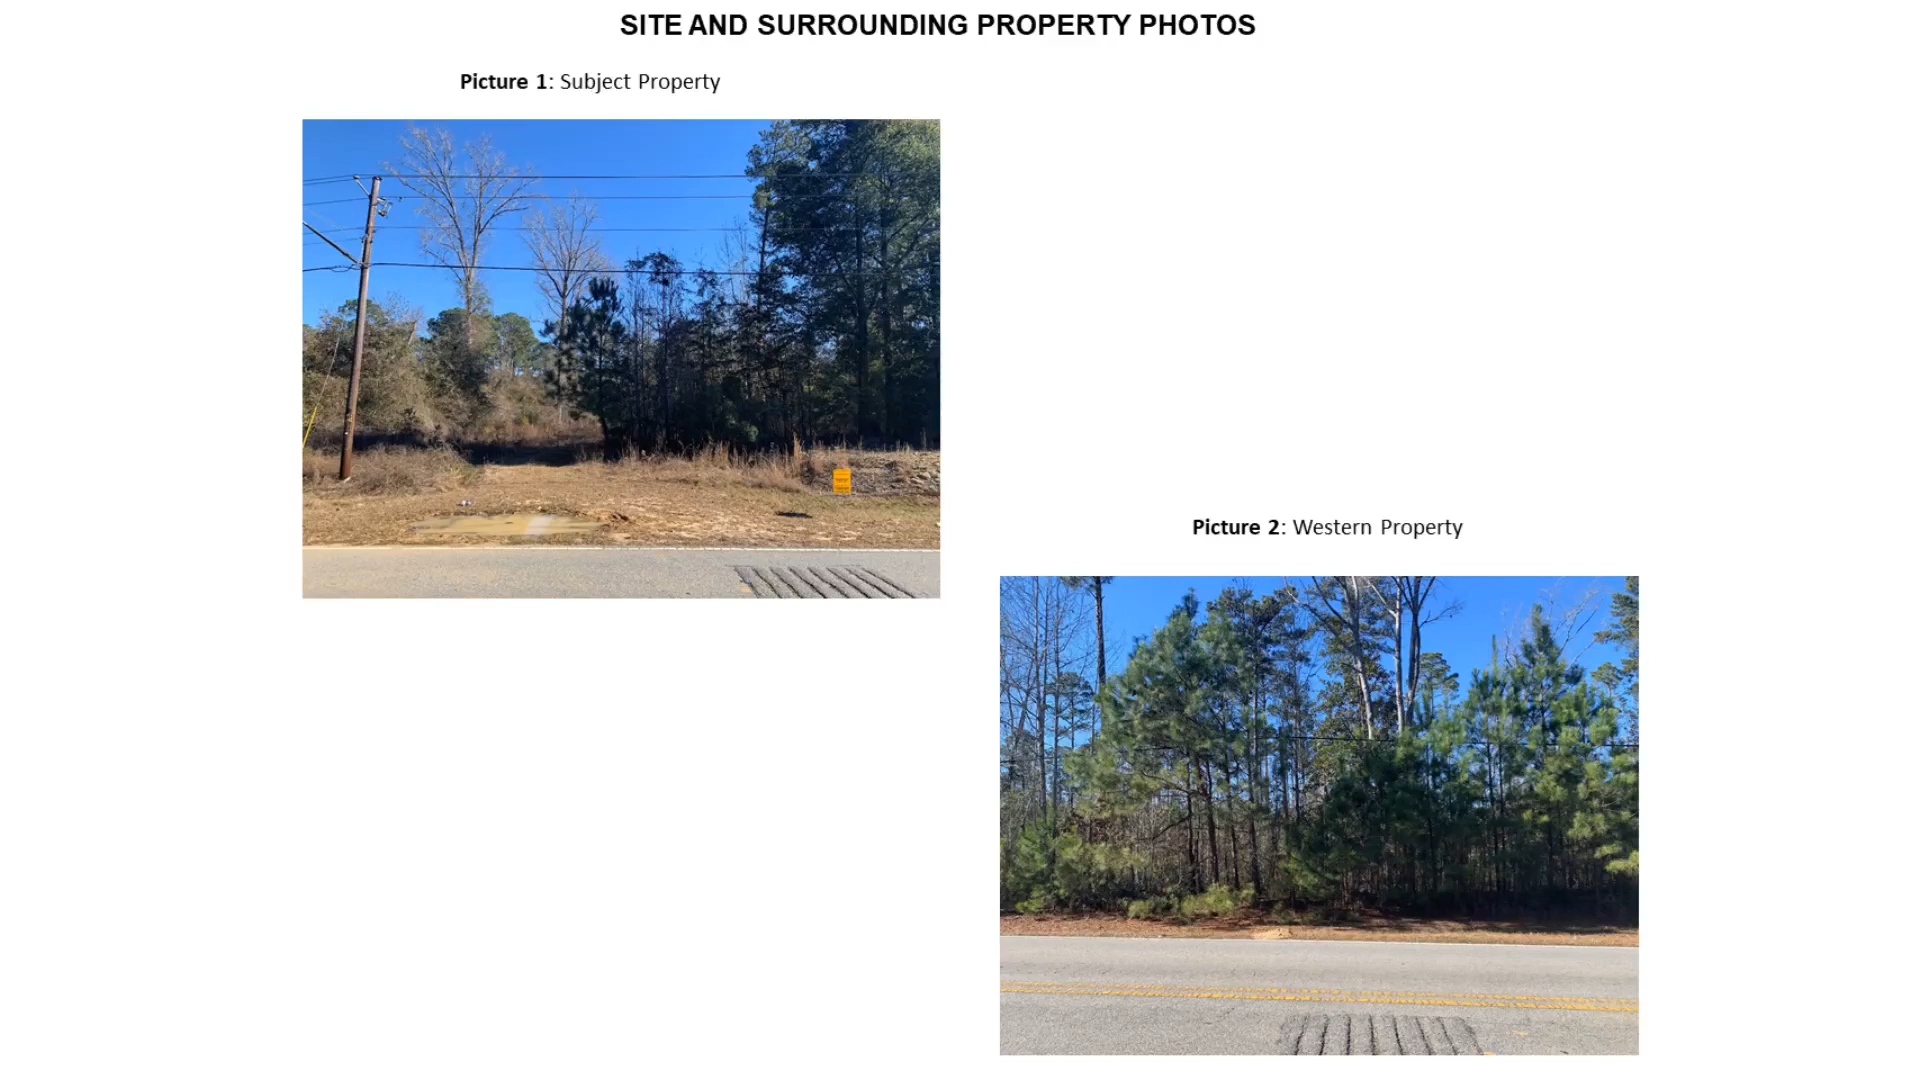 SITE AND SURROUNDING PROPERTY PHOTOS
Picture 1: Subject Property
Picture 2: Western Property